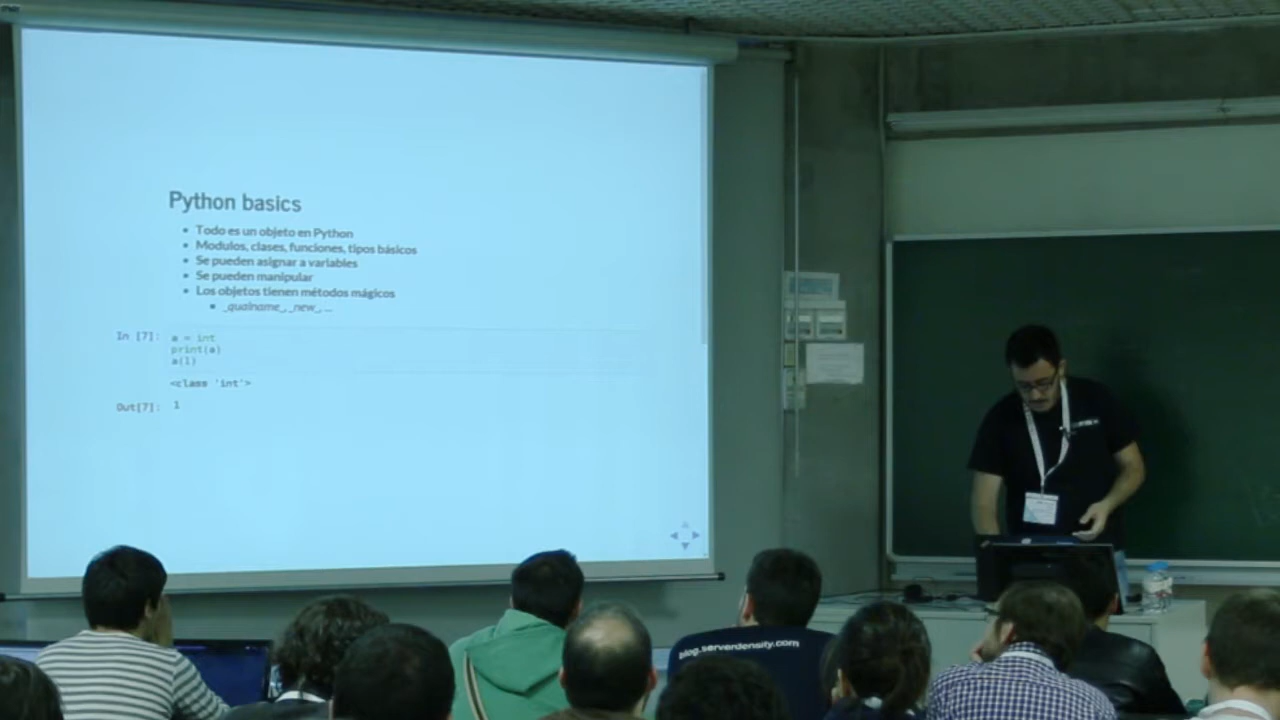 Python basics
Todo es un objeto en Python
Modulos, clases, funciones, tipos básicos
Se pueden asignar a variables
Se pueden manipular
Los objetos tienen métodos mágicos
_qualname_, _new_, ...
In [7]: a = int
print(a)
a(1)
<class 'int'>
Out[7]: 1
blog.serverdensity.com